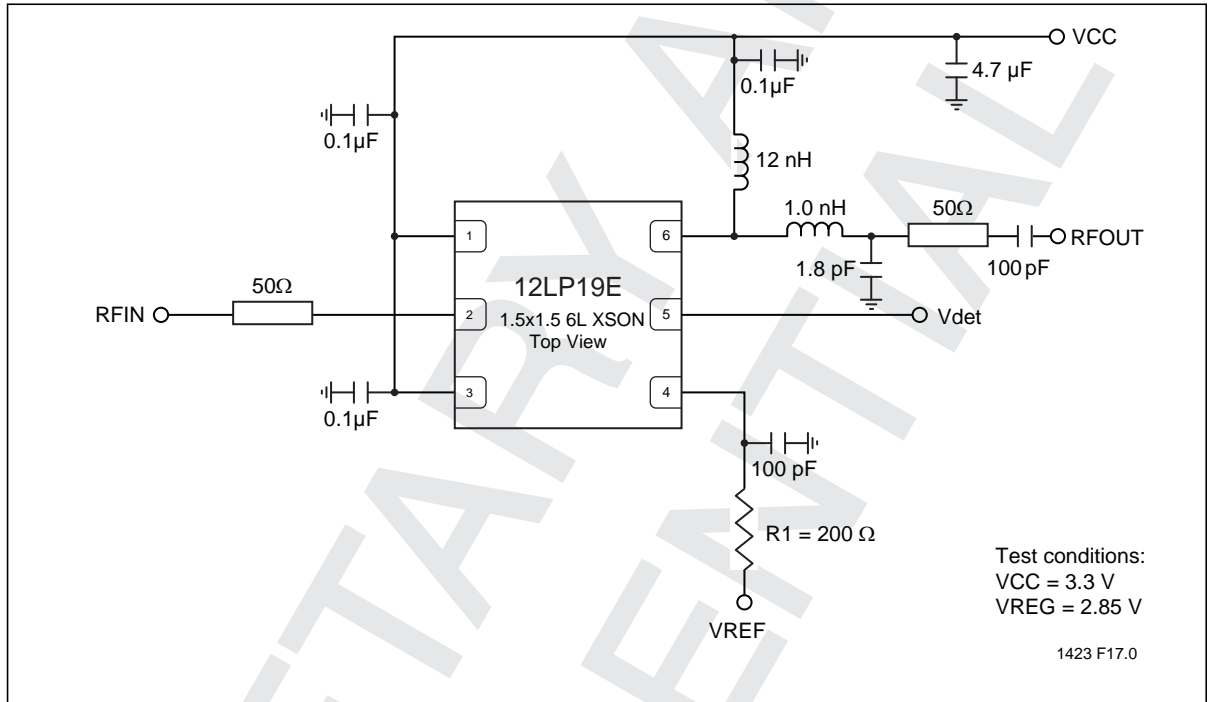 VCC
4.7 µF
0.1µF
0.1µF
12 nH
1.0 nH
50Ω
1
6
RFOUT
1.8 pF
100 pF
12LP19E
50Ω
RFIN
2
1.5x1.5 6L XSON
5
Vdet
Top View
3
4
0.1µF
100 pF
R1 = 200 Ω
Test conditions:
VCC = 3.3 V
VREG = 2.85 V
VREF
1423 F17.0
TARY A
ENTIAL